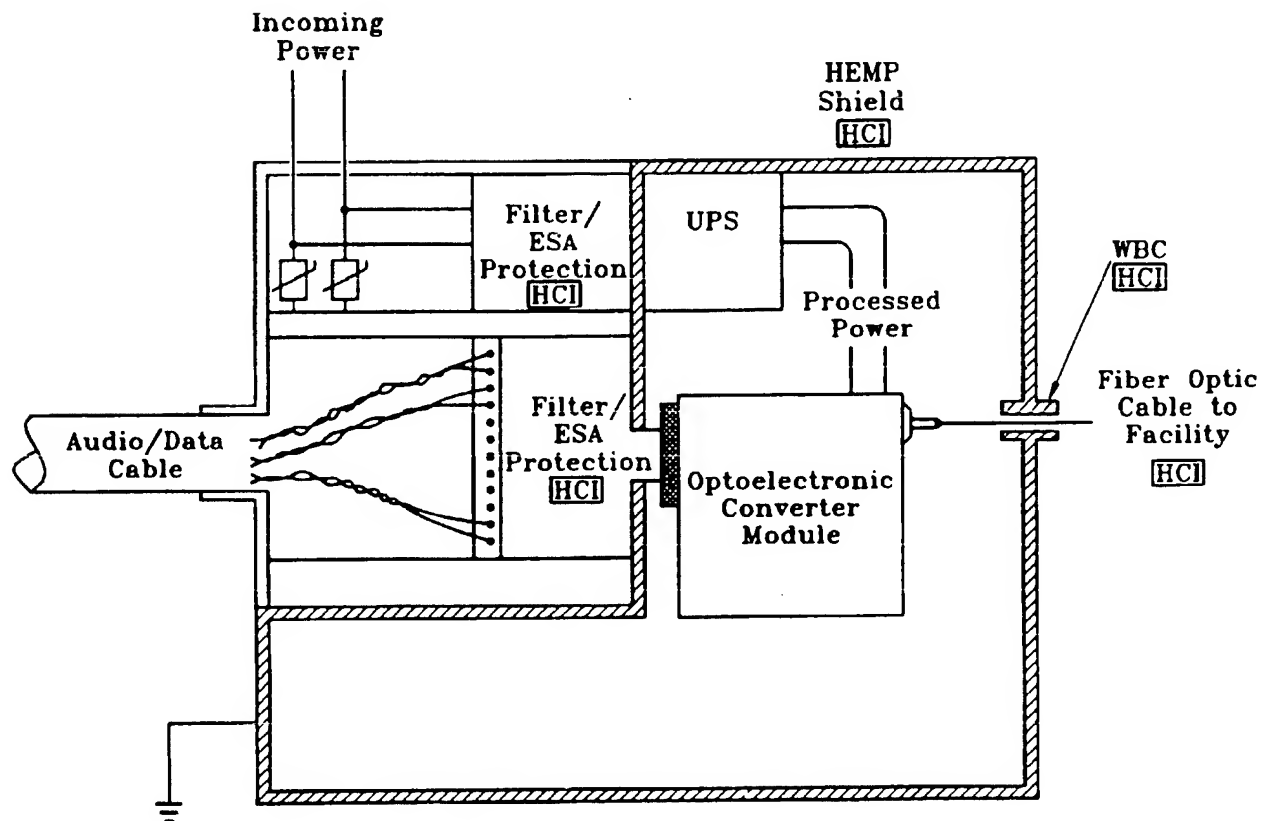 Incoming
Power
HEMP
Shield
HCI
Filter/
ESA
Protection
HCI
UPS
WBC
HCI
Processed
Power
Audio/Data
Cable
Filter/
ESA
Protection
HCI
Optoelectronic
Converter
Module
Fiber Optic
Cable to
Facility
HCI